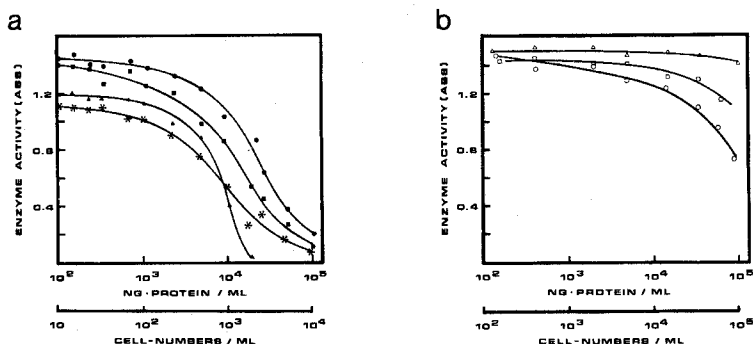 a
ENZYME ACTIVITY [ABS]
1.2
0.8
0.4
10² 10³ 10⁴ 10⁵
NG·PROTEIN / ML
10 10² 10³ 10⁴
CELL-NUMBERS / ML
b
ENZYME ACTIVITY (ABS)
1.2
0.8
0.4
10² 10³ 10⁴ 10⁵
NG·PROTEIN / ML
10¹ 10² 10³ 10⁴
CELL-NUMBERS / ML